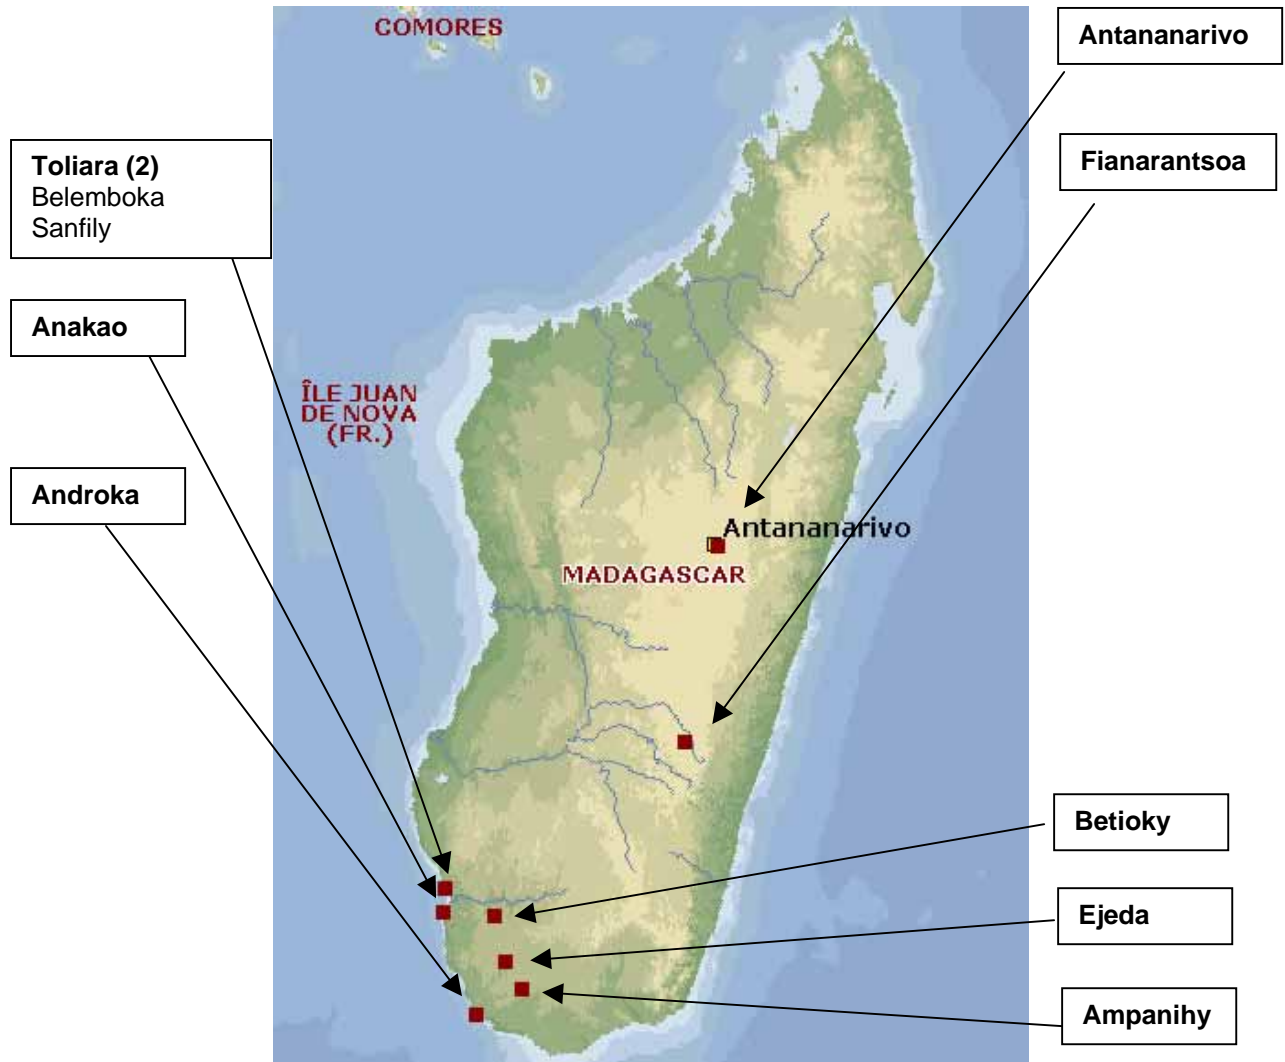 COMORES
Antananarivo
Toliara (2)
Belemboka
Sanfily
Fianarantsoa
Anakao
ÎLE JUAN
DE NOVA
(FR.)
Androka
Antananarivo
MADAGASCAR
Betioky
Ejeda
Ampanihy